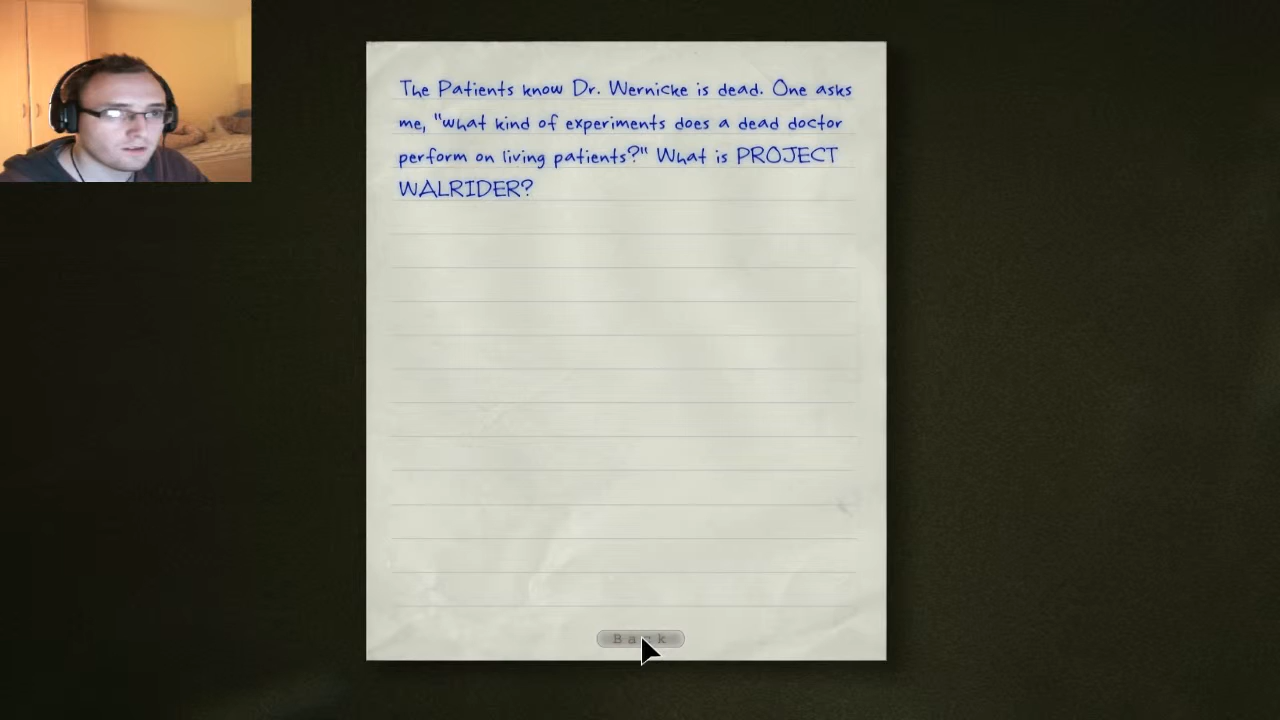 The Patients know Dr. Wernicke is dead. One asks
me, "what kind of experiments does a dead doctor
perform on living patients?" What is PROJECT
WALRIDER?
Back